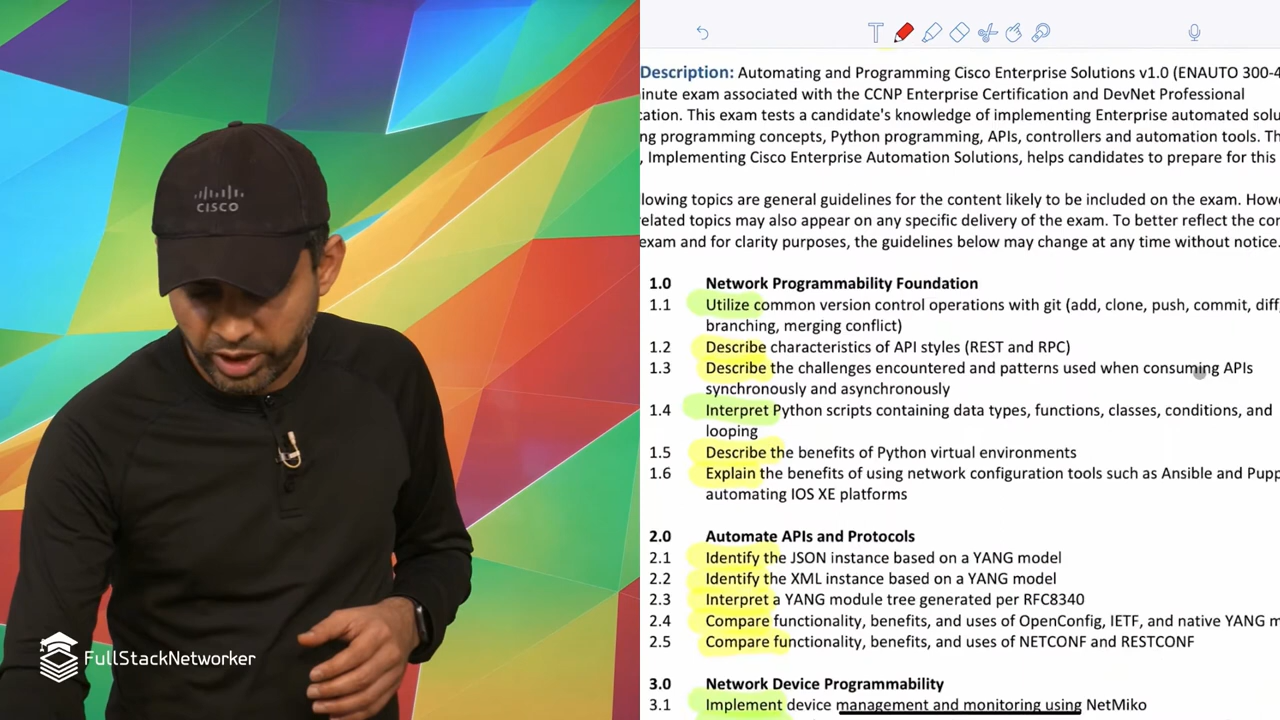 CISCO
FullStackNetworker
T
Description: Automating and Programming Cisco Enterprise Solutions v1.0 (ENAUTO 300-4
inute exam associated with the CCNP Enterprise Certification and DevNet Professional
cation. This exam tests a candidate's knowledge of implementing Enterprise automated solu
ng programming concepts, Python programming, APIs, controllers and automation tools. Th
, Implementing Cisco Enterprise Automation Solutions, helps candidates to prepare for this
lowing topics are general guidelines for the content likely to be included on the exam. Howe
related topics may also appear on any specific delivery of the exam. To better reflect the con
exam and for clarity purposes, the guidelines below may change at any time without notice.
1.0 Network Programmability Foundation
1.1 Utilize common version control operations with git (add, clone, push, commit, diff,
branching, merging conflict)
1.2 Describe characteristics of API styles (REST and RPC)
1.3 Describe the challenges encountered and patterns used when consuming APIs
synchronously and asynchronously
1.4 Interpret Python scripts containing data types, functions, classes, conditions, and
looping
1.5 Describe the benefits of Python virtual environments
1.6 Explain the benefits of using network configuration tools such as Ansible and Pupp
automating IOS XE platforms
2.0 Automate APIs and Protocols
2.1 Identify the JSON instance based on a YANG model
2.2 Identify the XML instance based on a YANG model
2.3 Interpret a YANG module tree generated per RFC8340
2.4 Compare functionality, benefits, and uses of OpenConfig, IETF, and native YANG m
2.5 Compare functionality, benefits, and uses of NETCONF and RESTCONF
3.0 Network Device Programmability
3.1 Implement device management and monitoring using NetMiko